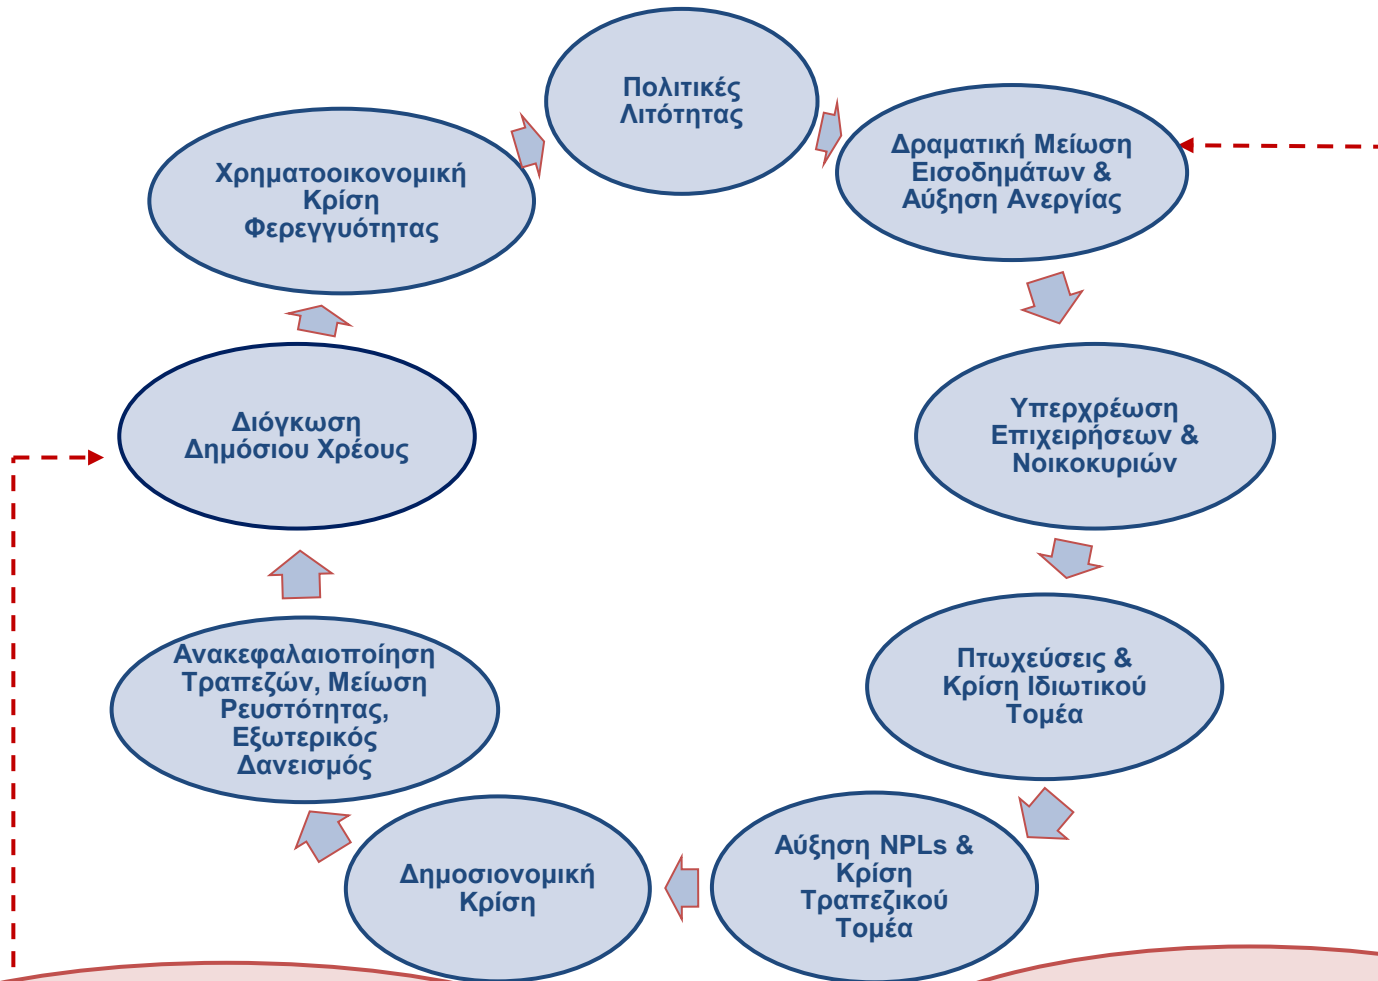 Πολιτικές
Λιτότητας
Δραματική Μείωση
Εισοδημάτων &
Αύξηση Ανεργίας
Υπερχρέωση
Επιχειρήσεων &
Νοικοκυριών
Πτωχεύσεις &
Κρίση Ιδιωτικού
Τομέα
Αύξηση NPLs &
Κρίση
Τραπεζικού
Τομέα
Δημοσιονομική
Κρίση
Ανακεφαλαιοποίηση
Τραπεζών, Μείωση
Ρευστότητας,
Εξωτερικός
Δανεισμός
Διόγκωση
Δημόσιου Χρέους
Χρηματοοικονομική
Κρίση
Φερεγγυότητας